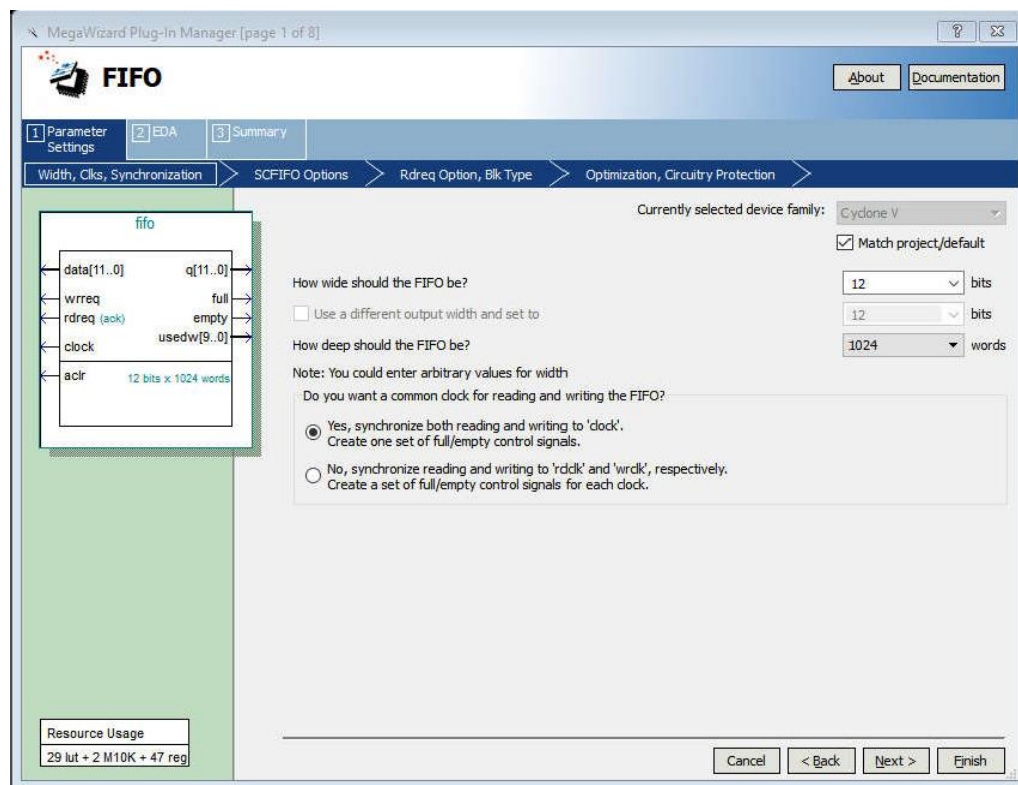 MegaWizard Plug-In Manager [page 1 of 8]
FIFO
About
Documentation
1 Parameter Settings
2 EDA
3 Summary
Width, Clks, Synchronization
SCFIFO Options
Rdreq Option, Blk Type
Optimization, Circuitry Protection
fifo
data[11..0] q[11..0]
wrreq full
rdreq (ack) empty
clock usedw[9..0]
aclr
12 bits x 1024 words
Currently selected device family: Cyclone V
Match project/default
How wide should the FIFO be? 12 bits
Use a different output width and set to 12 bits
How deep should the FIFO be? 1024 words
Note: You could enter arbitrary values for width
Do you want a common clock for reading and writing the FIFO?
Yes, synchronize both reading and writing to 'clock'.
Create one set of full/empty control signals.
No, synchronize reading and writing to 'rdclk' and 'wrclk', respectively.
Create a set of full/empty control signals for each clock.
Resource Usage
29 lut + 2 M10K + 47 reg
Cancel
< Back
Next >
Finish